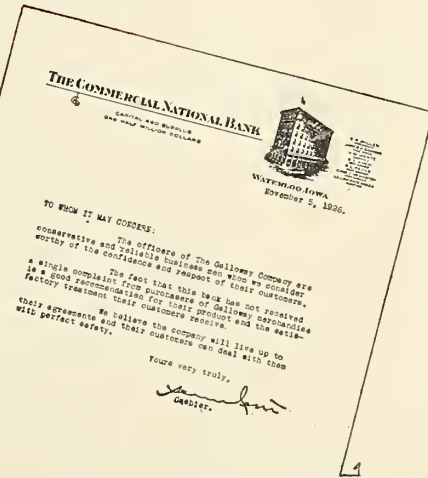 THE COMMERCIAL NATIONAL BANK
CAPITAL AND SURPLUS
ONE HALF MILLION DOLLARS
WATERLOO, IOWA
November 5, 1926.
TO WHOM IT MAY CONCERN:
The officers of The Galloway Company are
conservative and reliable business men whom we consider
worthy of the confidence and respect of their customers.
The fact that this bank has not received
a single complaint from purchasers of Galloway merchandise
is a good recommendation for their product and the satis-
factory treatment their customers receive.
We believe the company will live up to
their agreements and their customers can deal with them
with perfect safety.
Yours very truly,
Cashier.